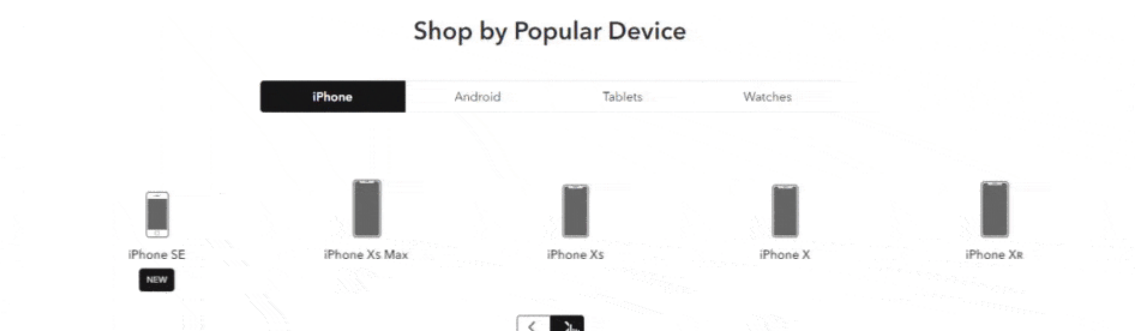 Shop by Popular Device
iPhone Android Tablets Watches
iPhone SE iPhone Xs Max iPhone Xs iPhone X iPhone XR
NEW